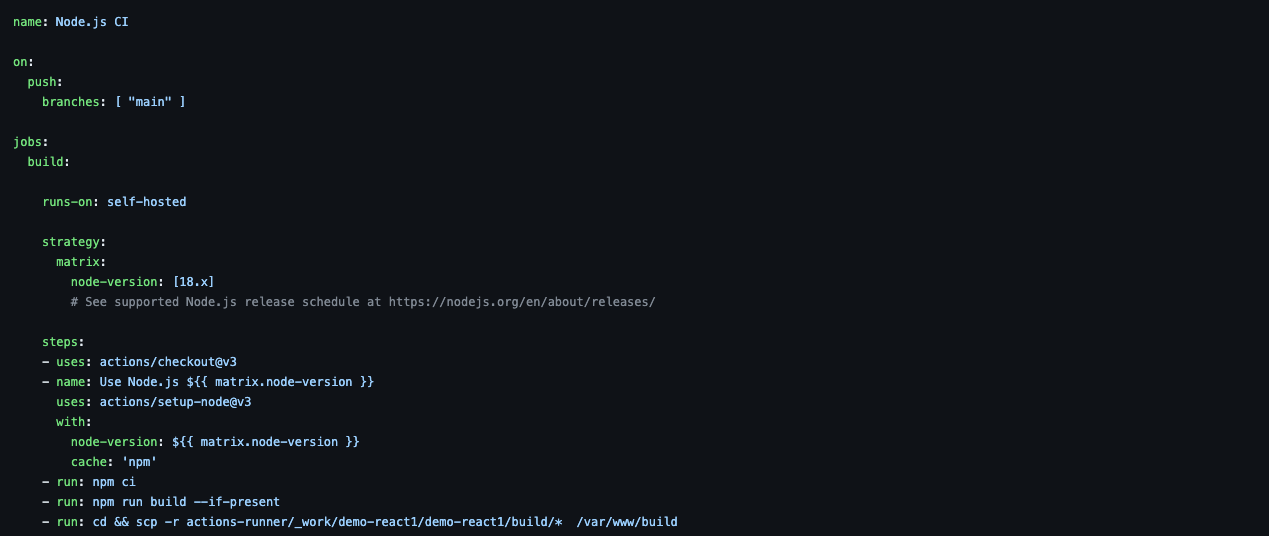 name: Node.js CI
on:
  push:
    branches: [ "main" ]
jobs:
  build:
    runs-on: self-hosted
    strategy:
      matrix:
        node-version: [18.x]
        # See supported Node.js release schedule at https://nodejs.org/en/about/releases/
    steps:
    - uses: actions/checkout@v3
    - name: Use Node.js ${{ matrix.node-version }}
      uses: actions/setup-node@v3
      with:
        node-version: ${{ matrix.node-version }}
        cache: 'npm'
    - run: npm ci
    - run: npm run build --if-present
    - run: cd && scp -r actions-runner/_work/demo-react1/demo-react1/build/*  /var/www/build